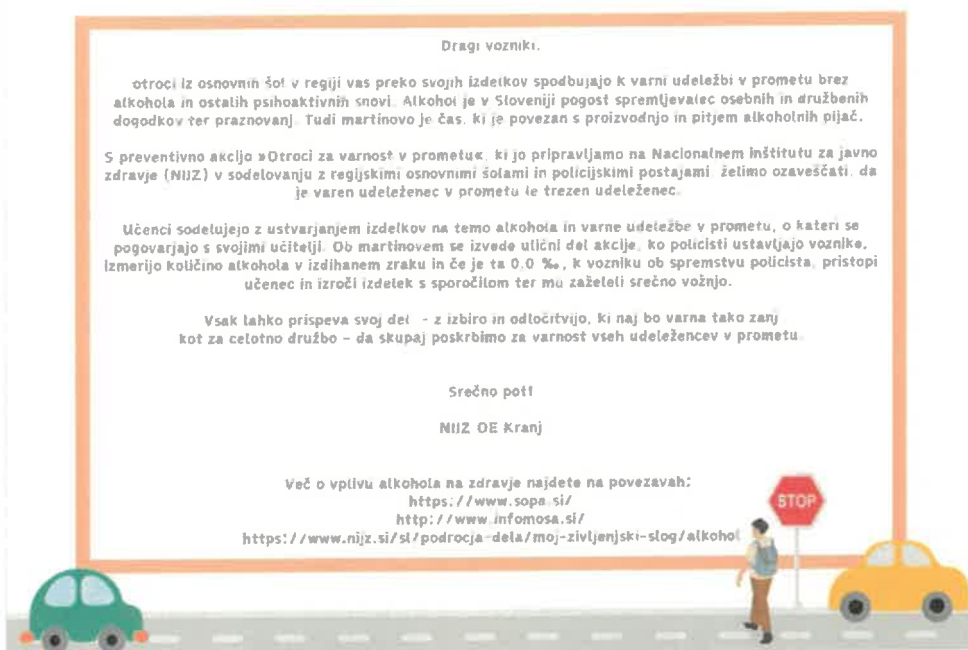 Dragi vozniki,
otroci iz osnovnih šol v regiji vas preko svojih izdelkov spodbujajo k varni udeležbi v prometu brez
alkohola in ostalih psihoaktivnih snovi. Alkohol je v Sloveniji pogost spremljevalec osebnih in družbenih
dogodkov ter praznovanj. Tudi martinovo je čas, ki je povezan s proizvodnjo in pitjem alkoholnih pijač.
S preventivno akcijo »Otroci za varnost v prometu«, ki jo pripravljamo na Nacionalnem inštitutu za javno
zdravje (NIJZ) v sodelovanju z regijskimi osnovnimi šolami in policijskimi postajami, želimo ozaveščati, da
je varen udeleženec v prometu le trezen udeleženec.
Učenci sodelujejo z ustvarjanjem izdelkov na temo alkohola in varne udeležbe v prometu, o kateri se
pogovarjajo s svojimi učitelji. Ob martinovem se izvede ulični del akcije, ko policisti ustavljajo voznike,
izmerijo količino alkohola v izdihanem zraku in če je ta 0,0 ‰, k vozniku ob spremstvu policista, pristopi
učenec in izroči izdelek s sporočilom ter mu zaželeli srečno vožnjo.
Vsak lahko prispeva svoj del - z izbiro in odločitvijo, ki naj bo varna tako zanj
kot za celotno družbo – da skupaj poskrbimo za varnost vseh udeležencev v prometu.
Srečno pot!
NIJZ OE Kranj
Več o vplivu alkohola na zdravje najdete na povezavah:
https://www.sopa.si/
http://www.infomosa.si/
https://www.nijz.si/sl/podrocja-dela/moj-zivljenjski-slog/alkohol
STOP